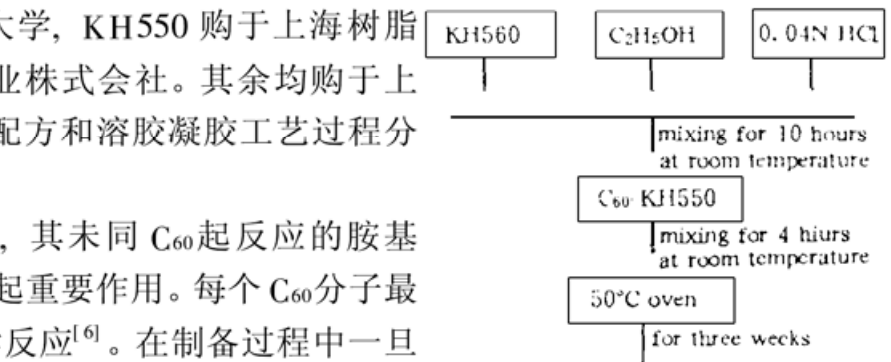 大学, KH550 购于上海树脂
业株式会社。其余均购于上
配方和溶胶凝胶工艺过程分
, 其未同 C60起反应的胺基
起重要作用。每个 C60分子最
反应[6]。在制备过程中一旦
KH560
C2H5OH
0.04N HCl
mixing for 10 hours
at room temperature
C60- KH550
mixing for 4 hiurs
at room temperature
50°C oven
for three weeks